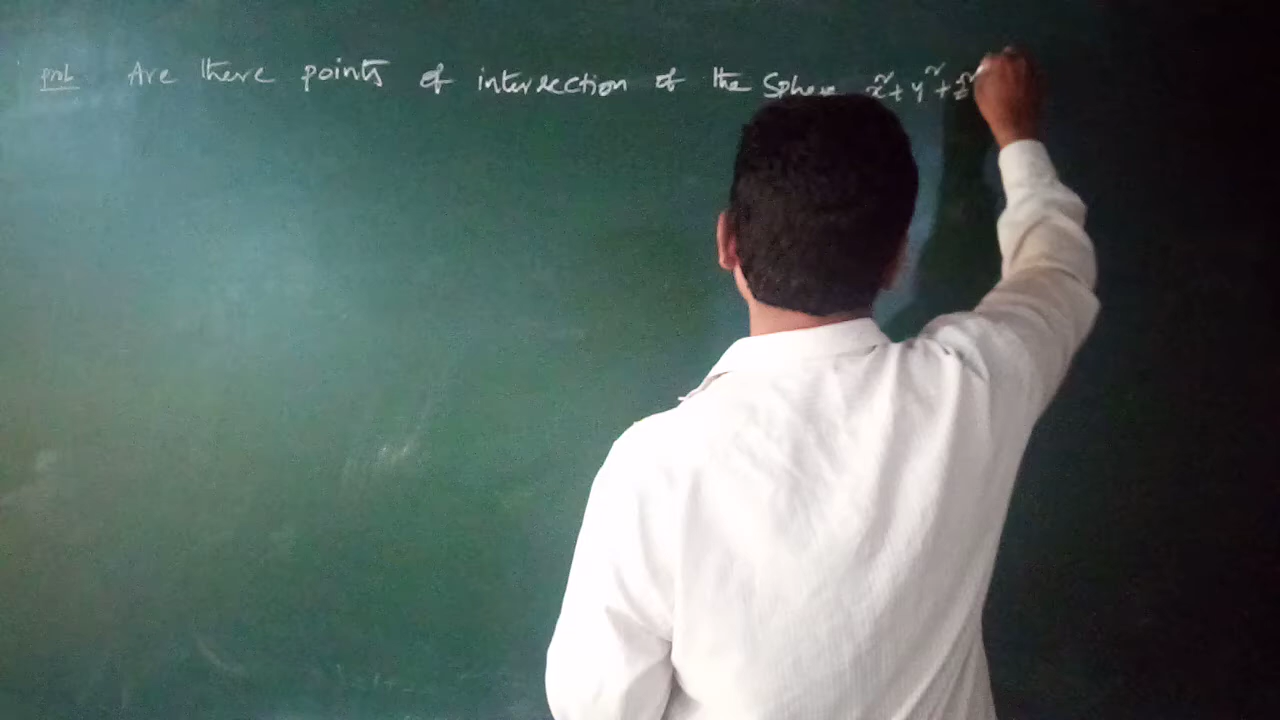 prob Are there points of intersection of the Sphere x² + y² + z²